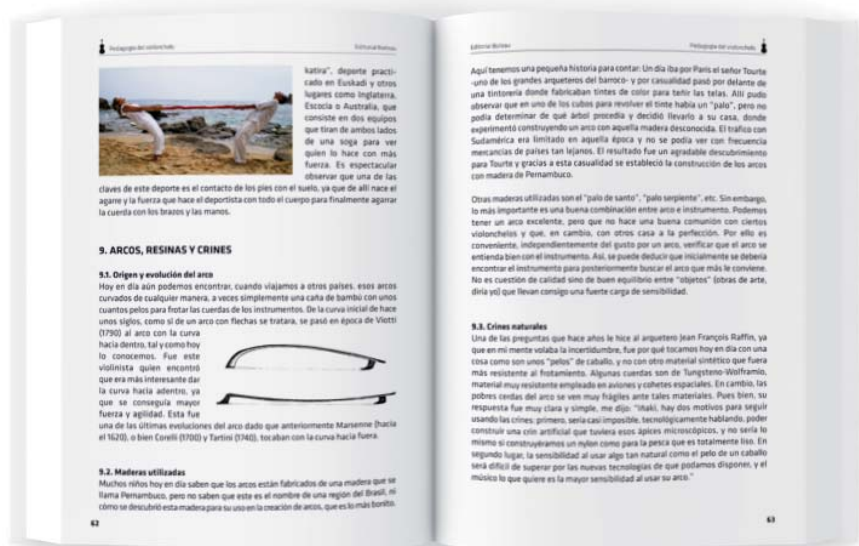 Pedagogía del violonchelo
Editorial Boileau
katira", deporte practi-
cado en Euskadi y otros
lugares como Inglaterra,
Escocia o Australia, que
consiste en dos equipos
que tiran de ambos lados
de una soga para ver
quien lo hace con más
fuerza. Es espectacular
observar que una de las
claves de este deporte es el contacto de los pies con el suelo, ya que de allí nace el
agarre y la fuerza que hace el deportista con todo el cuerpo para finalmente agarrar
la cuerda con los brazos y las manos.
9. ARCOS, RESINAS Y CRINES
9.1. Origen y evolución del arco
Hoy en día aún podemos encontrar, cuando viajamos a otros países, esos arcos
curvados de cualquier manera, a veces simplemente una caña de bambú con unos
cuantos pelos para frotar las cuerdas de los instrumentos. De la curva inicial de hace
unos siglos, como si de un arco con flechas se tratara, se pasó en época de Viotti
(1790) al arco con la curva
hacia dentro, tal y como hoy
lo conocemos. Fue este
violinista quien encontró
que era más interesante dar
la curva hacia adentro, ya
que se conseguía mayor
fuerza y agilidad. Esta fue
una de las últimas evoluciones del arco dado que anteriormente Marsenne (hacia
el 1620), o bien Corelli (1700) y Tartini (1740), tocaban con la curva hacia fuera.
9.2. Maderas utilizadas
Muchos niños hoy en día saben que los arcos están fabricados de una madera que se
llama Pernambuco, pero no saben que este es el nombre de una región del Brasil, ni
cómo se descubrió esta madera para su uso en la creación de arcos, que es lo más bonito.
62
Editorial Boileau
Pedagogía del violonchelo
Aquí tenemos una pequeña historia para contar: Un día iba por París el señor Tourte
-uno de los grandes arqueteros del barroco- y por casualidad pasó por delante de
una tintorería donde fabricaban tintes de color para teñir las telas. Allí pudo
observar que en uno de los cubos para revolver el tinte había un "palo", pero no
podía determinar de qué árbol procedía y decidió llevarlo a su casa, donde
experimentó construyendo un arco con aquella madera desconocida. El tráfico con
Sudamérica era limitado en aquella época y no se podía ver con frecuencia
mercancías de países tan lejanos. El resultado fue un agradable descubrimiento
para Tourte y gracias a esta casualidad se estableció la construcción de los arcos
con madera de Pernambuco.
Otras maderas utilizadas son el "palo de santo", "palo serpiente", etc. Sin embargo,
lo más importante es una buena combinación entre arco e instrumento. Podemos
tener un arco excelente, pero que no hace una buena comunión con ciertos
violonchelos y que, en cambio, con otros casa a la perfección. Por ello es
conveniente, independientemente del gusto por un arco, verificar que el arco se
entienda bien con el instrumento. Así, se puede deducir que inicialmente se debería
encontrar el instrumento para posteriormente buscar el arco que más le conviene.
No es cuestión de calidad sino de buen equilibrio entre "objetos" (obras de arte,
diría yo) que llevan consigo una fuerte carga de sensibilidad.
9.3. Crines naturales
Una de las preguntas que hace años le hice al arquetero Jean François Raffin, ya
que en mi mente volaba la incertidumbre, fue por qué tocamos hoy en día con una
cosa como son unos "pelos" de caballo, y no con otro material sintético que fuera
más resistente al frotamiento. Algunas cuerdas son de Tungsteno-Wolframio,
material muy resistente empleado en aviones y cohetes espaciales. En cambio, las
pobres cerdas del arco se ven muy frágiles ante tales materiales. Pues bien, su
respuesta fue muy clara y simple, me dijo: "Iñaki, hay dos motivos para seguir
usando las crines: primero, sería casi imposible, tecnológicamente hablando, poder
construir una crin artificial que tuviera esos ápices microscópicos, y no sería lo
mismo si construyéramos un nylon como para la pesca que es totalmente liso. En
segundo lugar, la sensibilidad al usar algo tan natural como el pelo de un caballo
será difícil de superar por las nuevas tecnologías de que podamos disponer, y el
músico lo que quiere es la mayor sensibilidad al usar su arco."
63